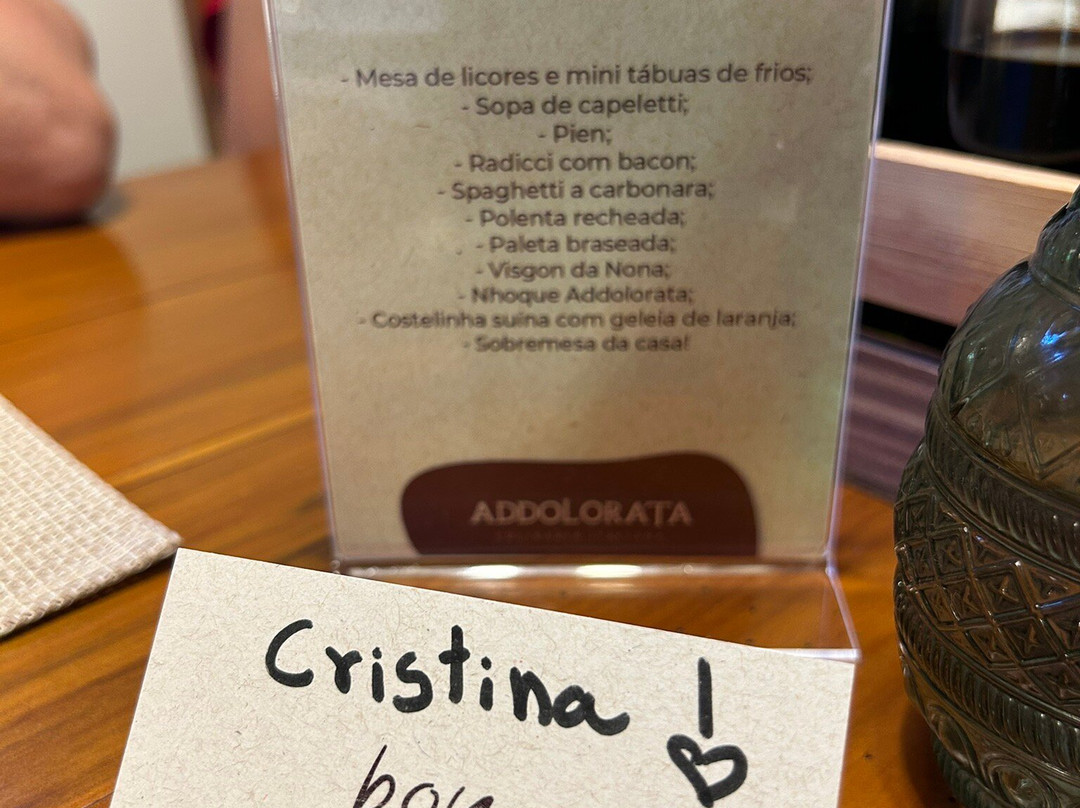 - Mesa de licores e mini tábuas de frios;
- Sopa de capeletti;
- Pien;
- Radicci com bacon;
- Spaghetti a carbonara;
- Polenta recheada;
- Paleta braseada;
- Visgon da Nona;
- Nhoque Addolorata;
- Costelinha suína com geleia de laranja;
- Sobremesa da casa!
ADDOLORATA
Cristina!